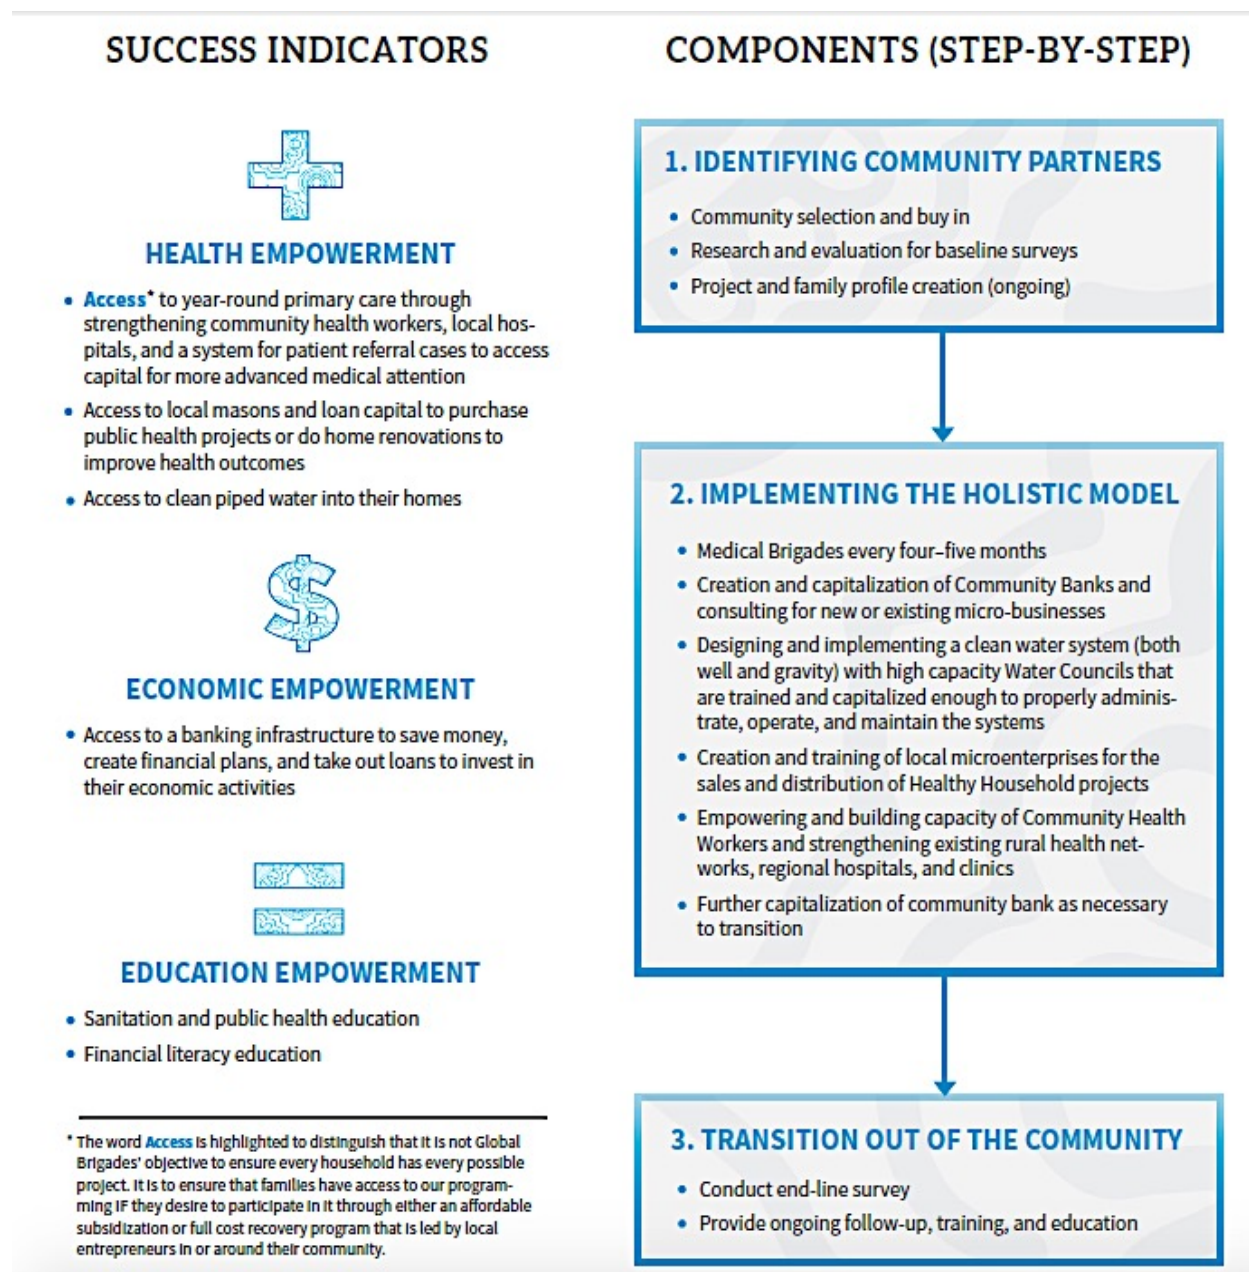 SUCCESS INDICATORS
HEALTH EMPOWERMENT
• Access* to year-round primary care through
strengthening community health workers, local hos-
pitals, and a system for patient referral cases to access
capital for more advanced medical attention
• Access to local masons and loan capital to purchase
public health projects or do home renovations to
improve health outcomes
• Access to clean piped water into their homes
ECONOMIC EMPOWERMENT
• Access to a banking infrastructure to save money,
create financial plans, and take out loans to invest in
their economic activities
EDUCATION EMPOWERMENT
• Sanitation and public health education
• Financial literacy education
* The word Access is highlighted to distinguish that it is not Global
Brigades' objective to ensure every household has every possible
project. It is to ensure that families have access to our program-
ming IF they desire to participate in it through either an affordable
subsidization or full cost recovery program that is led by local
entrepreneurs in or around their community.
COMPONENTS (STEP-BY-STEP)
1. IDENTIFYING COMMUNITY PARTNERS
• Community selection and buy in
• Research and evaluation for baseline surveys
• Project and family profile creation (ongoing)
2. IMPLEMENTING THE HOLISTIC MODEL
• Medical Brigades every four–five months
• Creation and capitalization of Community Banks and
consulting for new or existing micro-businesses
• Designing and implementing a clean water system (both
well and gravity) with high capacity Water Councils that
are trained and capitalized enough to properly adminis-
trate, operate, and maintain the systems
• Creation and training of local microenterprises for the
sales and distribution of Healthy Household projects
• Empowering and building capacity of Community Health
Workers and strengthening existing rural health net-
works, regional hospitals, and clinics
• Further capitalization of community bank as necessary
to transition
3. TRANSITION OUT OF THE COMMUNITY
• Conduct end-line survey
• Provide ongoing follow-up, training, and education